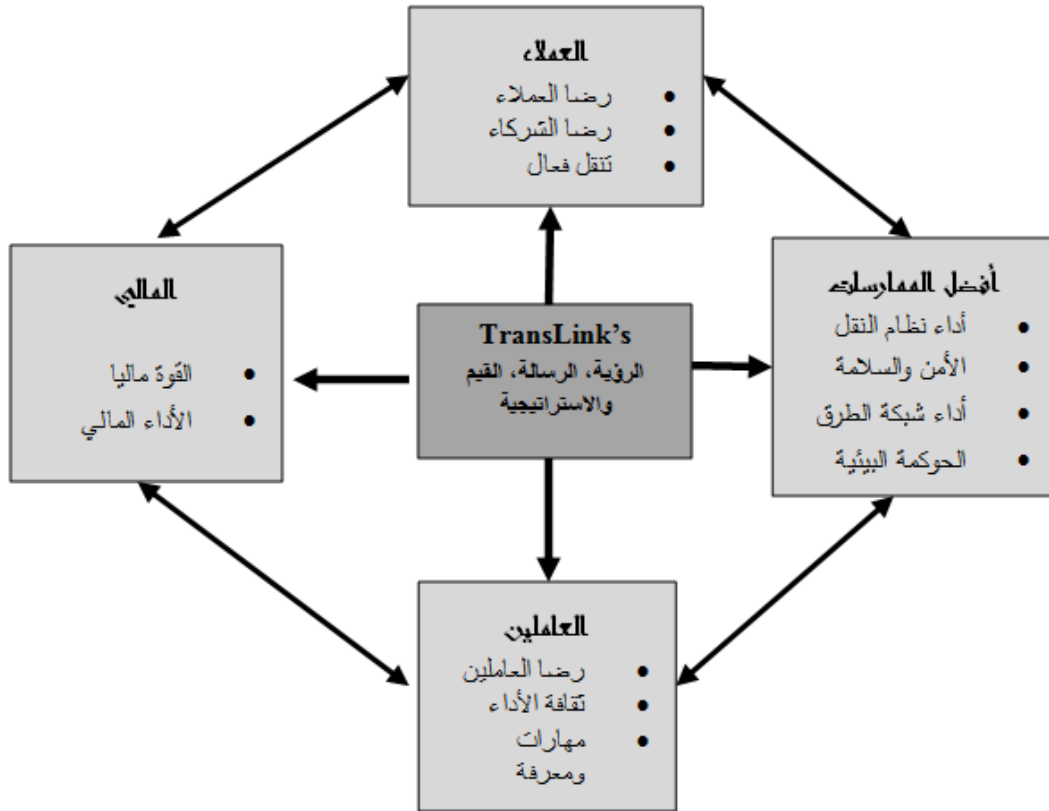 العملاء
رضا العملاء
رضا الشركاء
تنقل فعال
أفضل الممارسات
أداء نظام النقل
الأمن والسلامة
أداء شبكة الطرق
الحوكمة البيئية
TransLink's
الرؤية، الرسالة، القيم
والاستراتيجية
المالي
القوة ماليا
الأداء المالي
العاملين
رضا العاملين
ثقافة الأداء
مهارات
ومعرفة